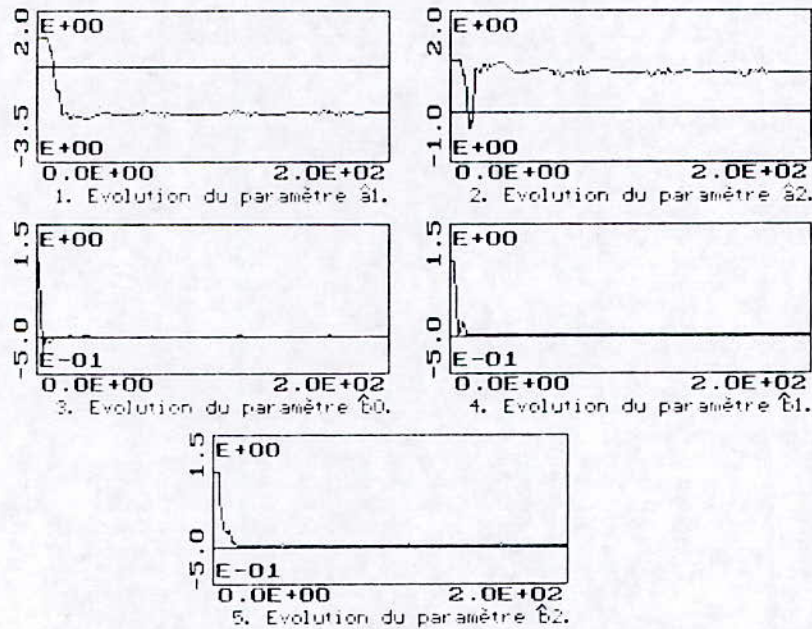 2.0
E+00
-3.5
E+00
0.0E+00 2.0E+02
1. Evolution du paramètre â1.
2.0
E+00
-1.0
E+00
0.0E+00 2.0E+02
2. Evolution du paramètre â2.
1.5
E+00
-5.0
E-01
0.0E+00 2.0E+02
3. Evolution du paramètre b̂0.
1.5
E+00
-5.0
E-01
0.0E+00 2.0E+02
4. Evolution du paramètre b̂1.
1.5
E+00
-5.0
E-01
0.0E+00 2.0E+02
5. Evolution du paramètre b̂2.